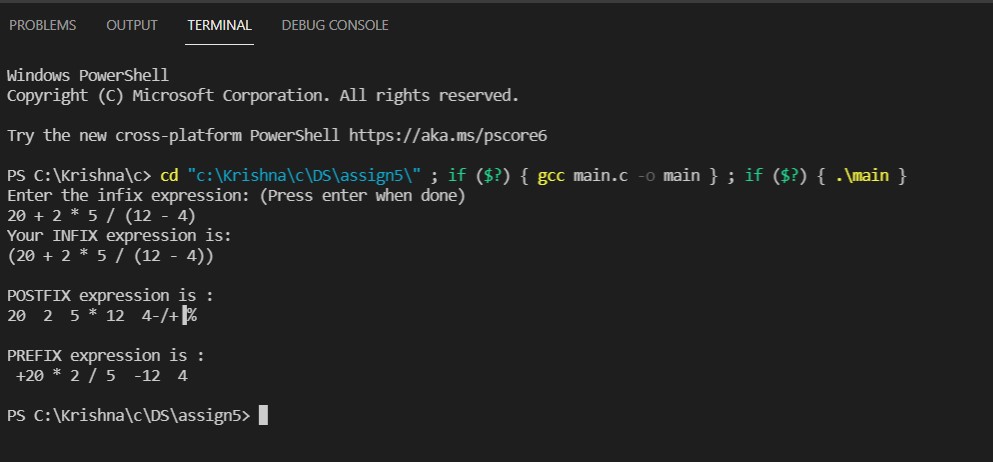 PROBLEMS OUTPUT TERMINAL DEBUG CONSOLE
Windows PowerShell
Copyright (C) Microsoft Corporation. All rights reserved.
Try the new cross-platform PowerShell https://aka.ms/pscore6
PS C:\Krishna\c> cd "c:\Krishna\c\DS\assign5\" ; if ($?) { gcc main.c -o main } ; if ($?) { .\main }
Enter the infix expression: (Press enter when done)
20 + 2 * 5 / (12 - 4)
Your INFIX expression is:
(20 + 2 * 5 / (12 - 4))
POSTFIX expression is :
20  2  5 * 12  4-/+ %
PREFIX expression is :
+20 * 2 / 5  -12  4
PS C:\Krishna\c\DS\assign5>